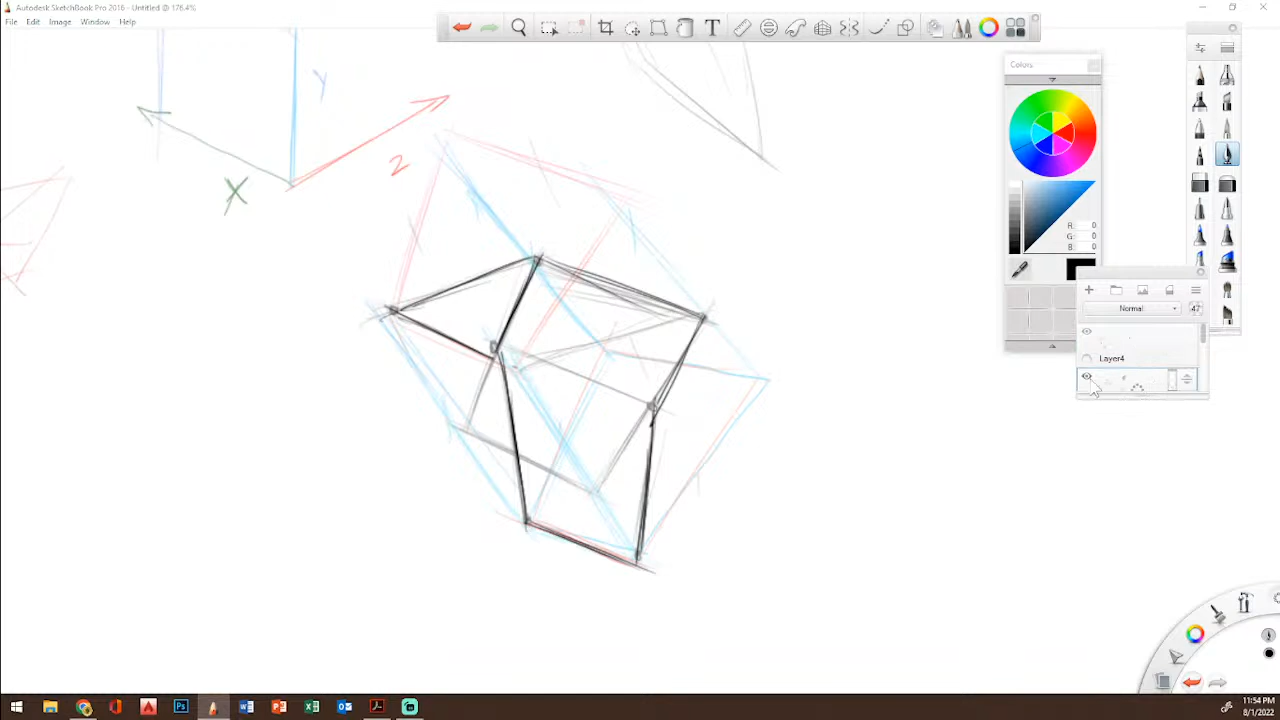 Autodesk SketchBook Pro 2016 - Untitled @ 176.4%
File Edit Image Window Help
T
Colors
Y
2
X
R: 0
G: 0
B: 0
Normal
47
Layer4
11:54 PM
8/1/2022